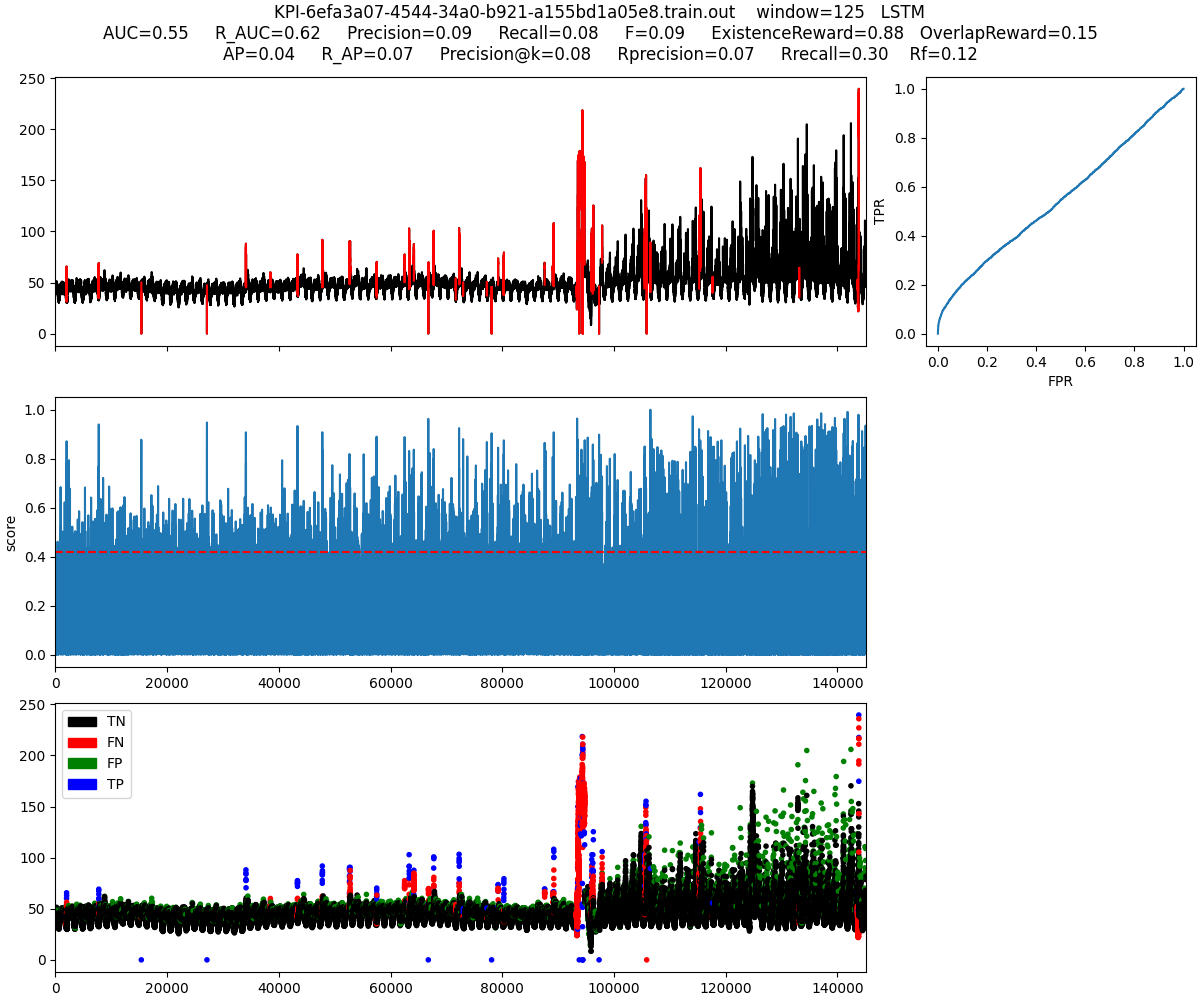 KPI-6efa3a07-4544-34a0-b921-a155bd1a05e8.train.out    window=125   LSTM
AUC=0.55     R_AUC=0.62     Precision=0.09     Recall=0.08     F=0.09     ExistenceReward=0.88   OverlapReward=0.15
AP=0.04     R_AP=0.07     Precision@k=0.08     Rprecision=0.07     Rrecall=0.30    Rf=0.12
250
200
150
100
50
0
TPR
1.0
0.8
0.6
0.4
0.2
0.0
0.0 0.2 0.4 0.6 0.8 1.0
FPR
score
1.0
0.8
0.6
0.4
0.2
0.0
0 20000 40000 60000 80000 100000 120000 140000
250
200
150
100
50
0
TN
FN
FP
TP
0 20000 40000 60000 80000 100000 120000 140000